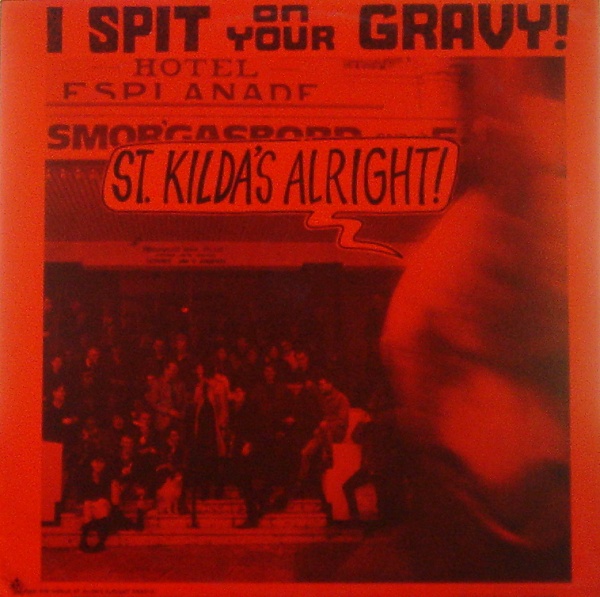 I SPIT ON YOUR GRAVY!
HOTEL
ESPLANADE
SMORGASBORD
ST. KILDA'S ALRIGHT!